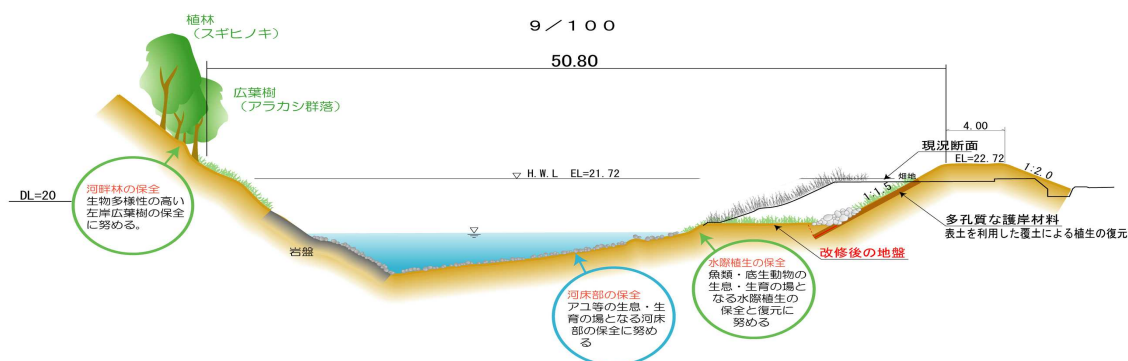 9／100
50.80
植林
（スギヒノキ）
広葉樹
（アラカシ群落）
4.00
現況断面
EL=22.72
1:2.0
H.W.L EL=21.72
畑地
1:1.5
DL=20
河畔林の保全
生物多様性の高い
左岸広葉樹の保全
に努める。
多孔質な護岸材料
表土を利用した覆土による植生の復元
岩盤
改修後の地盤
水際植生の保全
魚類・底生動物の
生息・生育の場と
なる水際植生の
保全と復元に
努める
河床部の保全
アユ等の生息・生
育の場となる河床
部の保全に努め
る